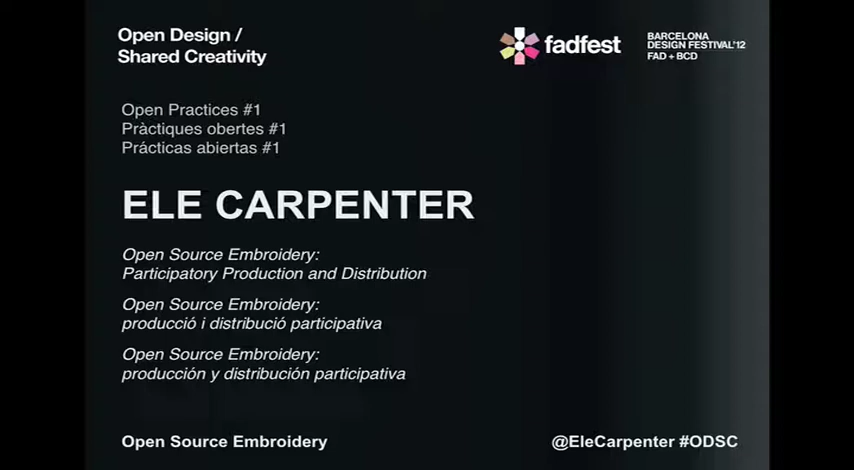 Open Design /
Shared Creativity
fadfest
BARCELONA
DESIGN FESTIVAL'12
FAD + BCD
Open Practices #1
Pràctiques obertes #1
Prácticas abiertas #1
ELE CARPENTER
Open Source Embroidery:
Participatory Production and Distribution
Open Source Embroidery:
producció i distribució participativa
Open Source Embroidery:
producción y distribución participativa
Open Source Embroidery
@EleCarpenter #ODSC